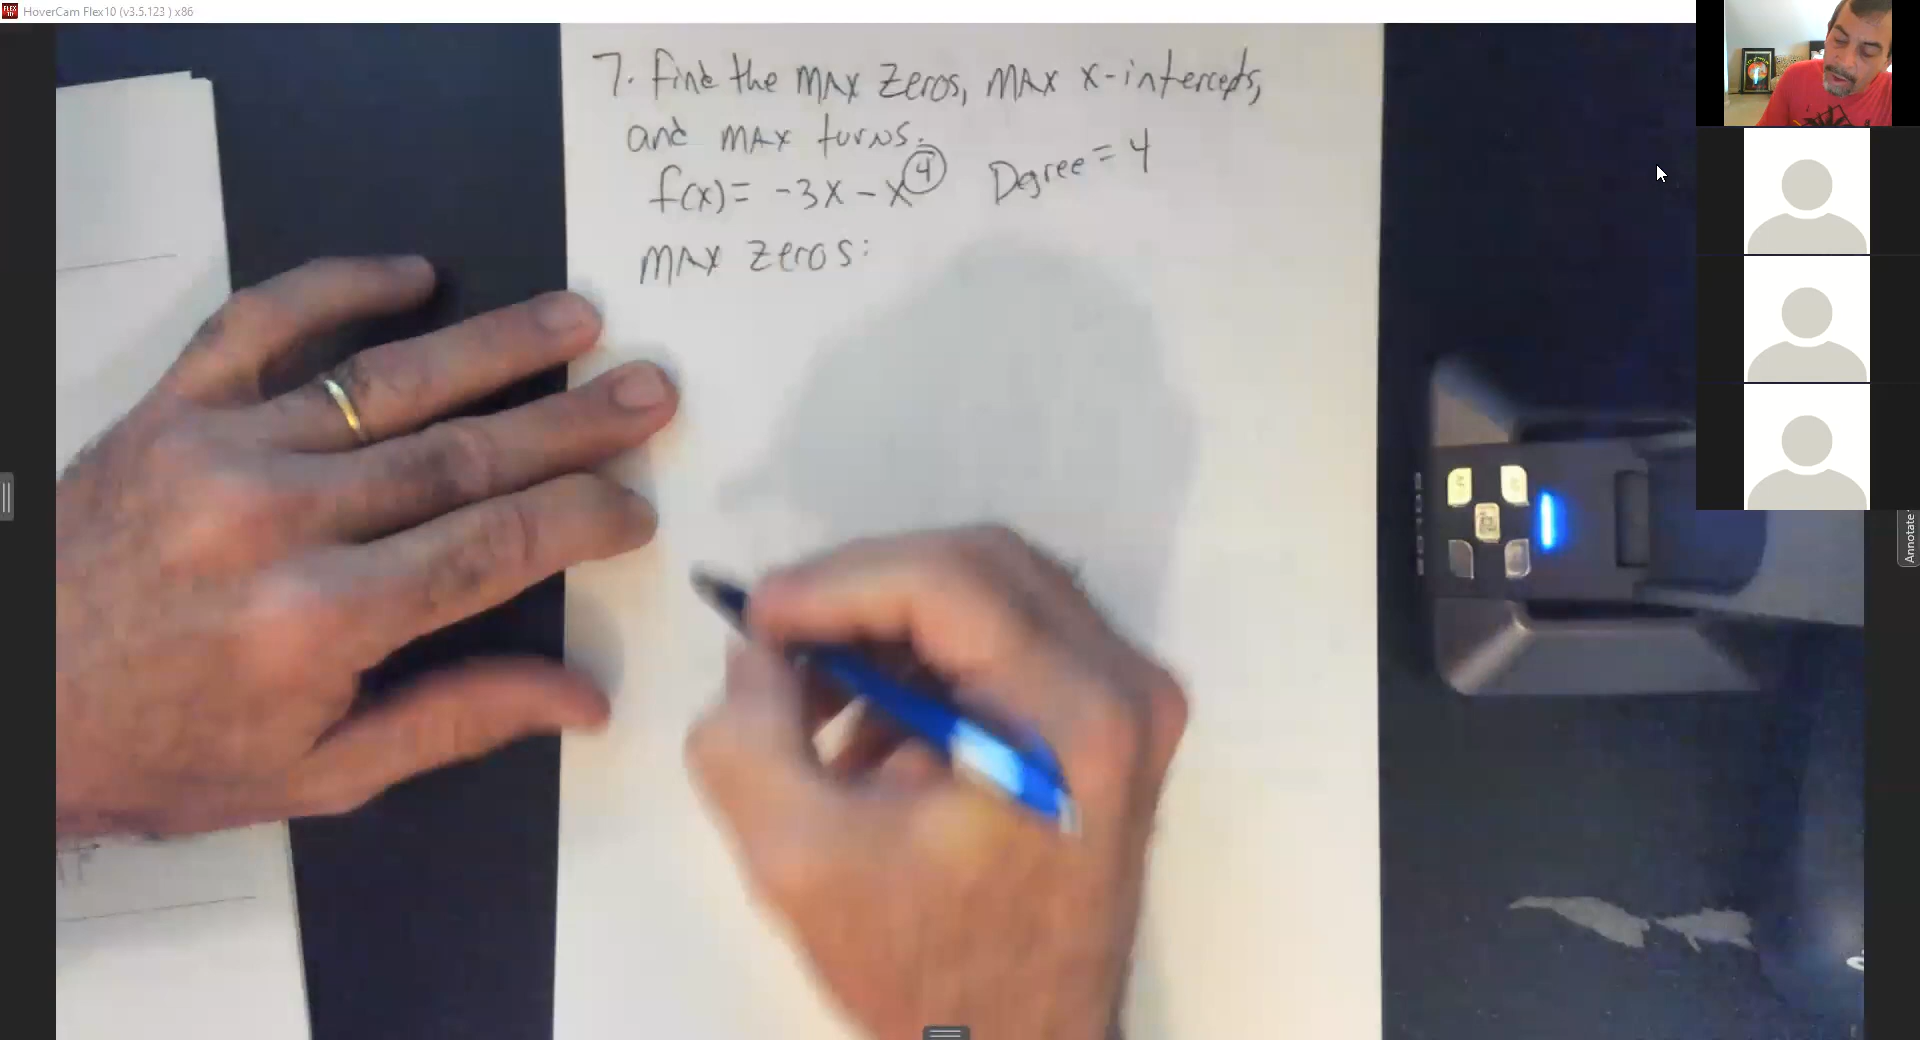 HoverCam Flex10 (v3.5.123 ) x86
7. Find the MAX Zeros, MAX x-intercepts,
and MAX turns.
f(x) = -3x - x⁴ Degree = 4
MAX Zeros:
Annotate